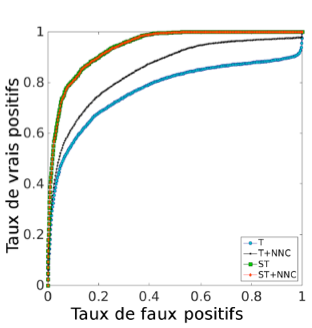 1
0.8
0.6
0.4
0.2
0
0
0.2
0.4
0.6
0.8
1
Taux de vrais positifs
Taux de faux positifs
T
T+NNC
ST
ST+NNC